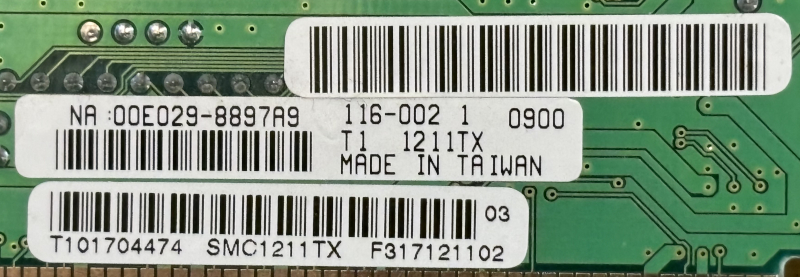 NA :00E029-8897A9 116-002 1 0900
T1 1211TX
MADE IN TAIWAN
03
T101704474 SMC1211TX F317121102